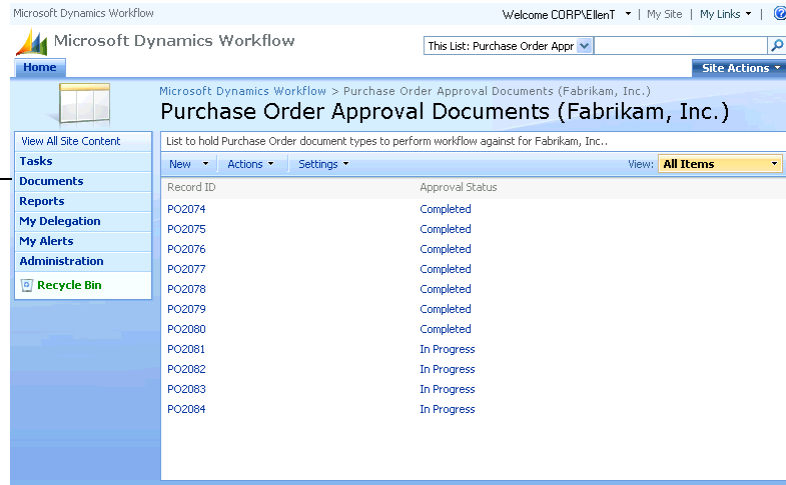 Microsoft Dynamics Workflow
Welcome CORP\EllenT | My Site | My Links |
Microsoft Dynamics Workflow
This List: Purchase Order Appr
Home
Site Actions
Microsoft Dynamics Workflow > Purchase Order Approval Documents (Fabrikam, Inc.)
Purchase Order Approval Documents (Fabrikam, Inc.)
View All Site Content
Tasks
Documents
Reports
My Delegation
My Alerts
Administration
Recycle Bin
List to hold Purchase Order document types to perform workflow against for Fabrikam, Inc..
New Actions Settings View: All Items
Record ID Approval Status
PO2074 Completed
PO2075 Completed
PO2076 Completed
PO2077 Completed
PO2078 Completed
PO2079 Completed
PO2080 Completed
PO2081 In Progress
PO2082 In Progress
PO2083 In Progress
PO2084 In Progress